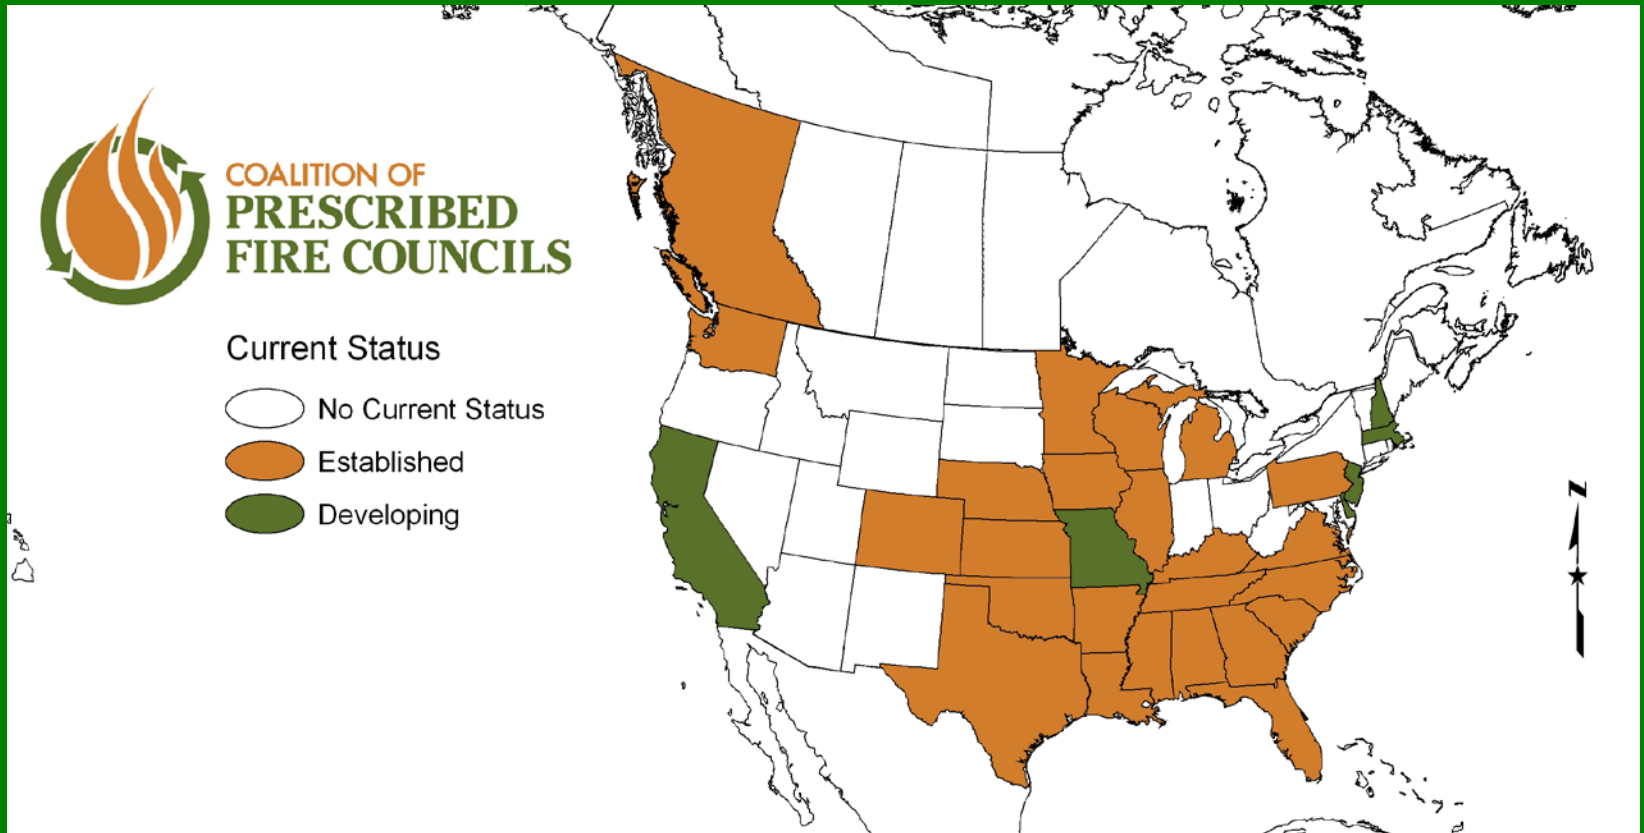 COALITION OF
PRESCRIBED
FIRE COUNCILS
Current Status
No Current Status
Established
Developing
N